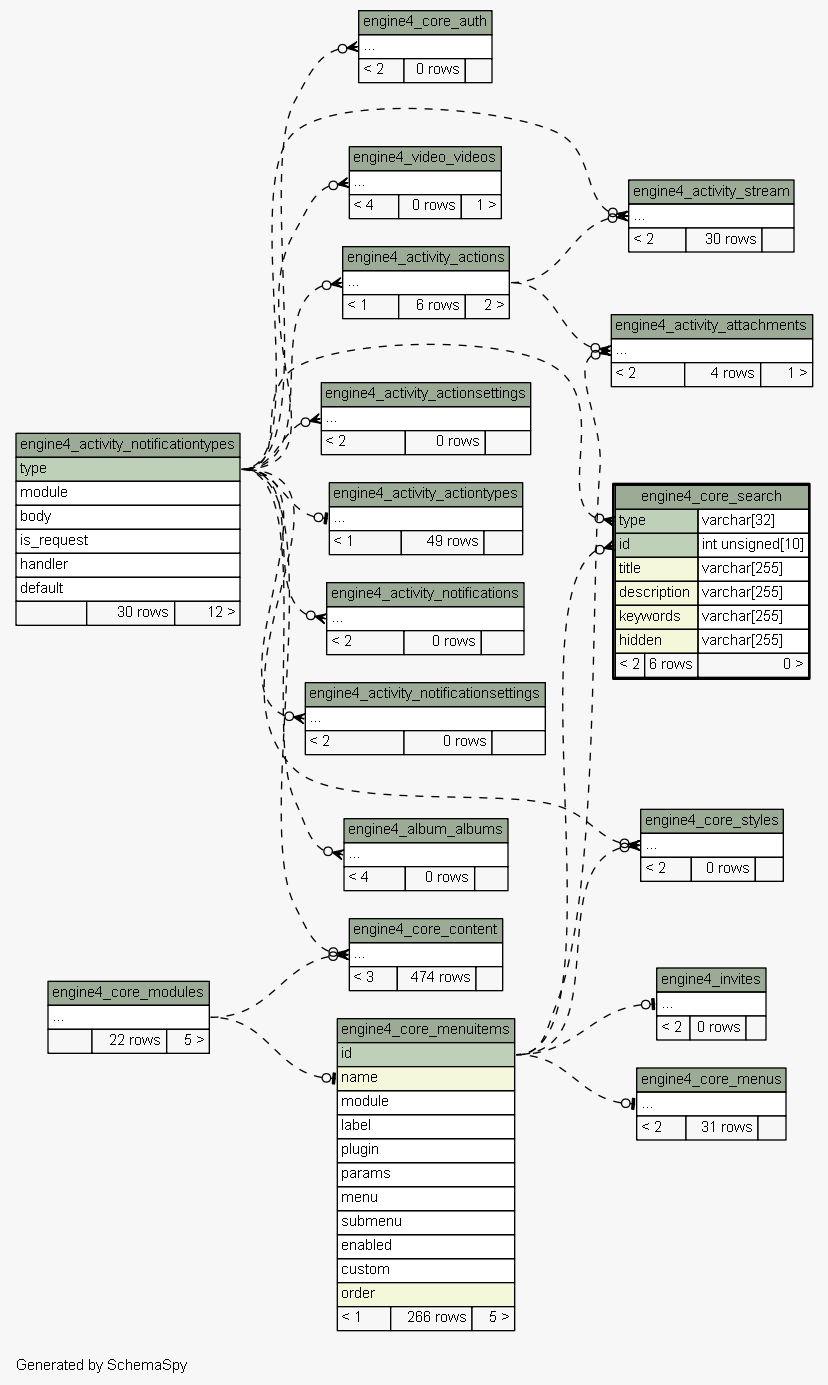 engine4_core_auth
...
< 2 0 rows
engine4_video_videos
...
< 4 0 rows 1 >
engine4_activity_stream
...
< 2 30 rows
engine4_activity_actions
...
< 1 6 rows 2 >
engine4_activity_attachments
...
< 2 4 rows 1 >
engine4_activity_actionsettings
...
< 2 0 rows
engine4_activity_notificationtypes
type
module
body
is_request
handler
default
30 rows 12 >
engine4_activity_actiontypes
...
< 1 49 rows
engine4_core_search
type varchar[32]
id int unsigned[10]
title varchar[255]
description varchar[255]
keywords varchar[255]
hidden varchar[255]
< 2 6 rows 0 >
engine4_activity_notifications
...
< 2 0 rows
engine4_activity_notificationsettings
...
< 2 0 rows
engine4_core_styles
...
< 2 0 rows
engine4_album_albums
...
< 4 0 rows
engine4_core_content
...
< 3 474 rows
engine4_core_modules
...
22 rows 5 >
engine4_invites
...
< 2 0 rows
engine4_core_menuitems
id
name
module
label
plugin
params
menu
submenu
enabled
custom
order
< 1 266 rows 5 >
engine4_core_menus
...
< 2 31 rows
Generated by SchemaSpy